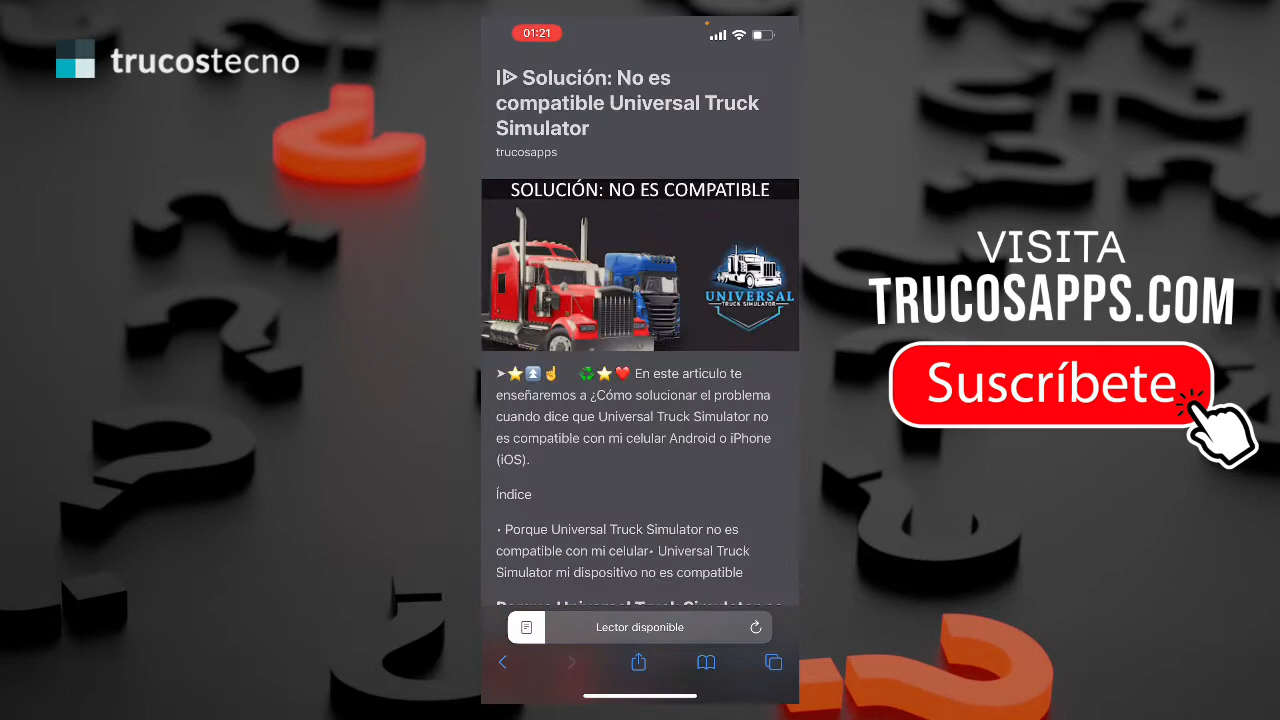 trucostecno
01:21
I▷ Solución: No es
compatible Universal Truck
Simulator
trucosapps
SOLUCIÓN: NO ES COMPATIBLE
UNIVERSAL
TRUCK SIMULATOR
➤⭐⏫☝️ ♻️⭐❤️ En este articulo te
enseñaremos a ¿Cómo solucionar el problema
cuando dice que Universal Truck Simulator no
es compatible con mi celular Android o iPhone
(iOS).
Índice
• Porque Universal Truck Simulator no es
compatible con mi celular• Universal Truck
Simulator mi dispositivo no es compatible
Lector disponible
VISITA
TRUCOSAPPS.COM
Suscríbete